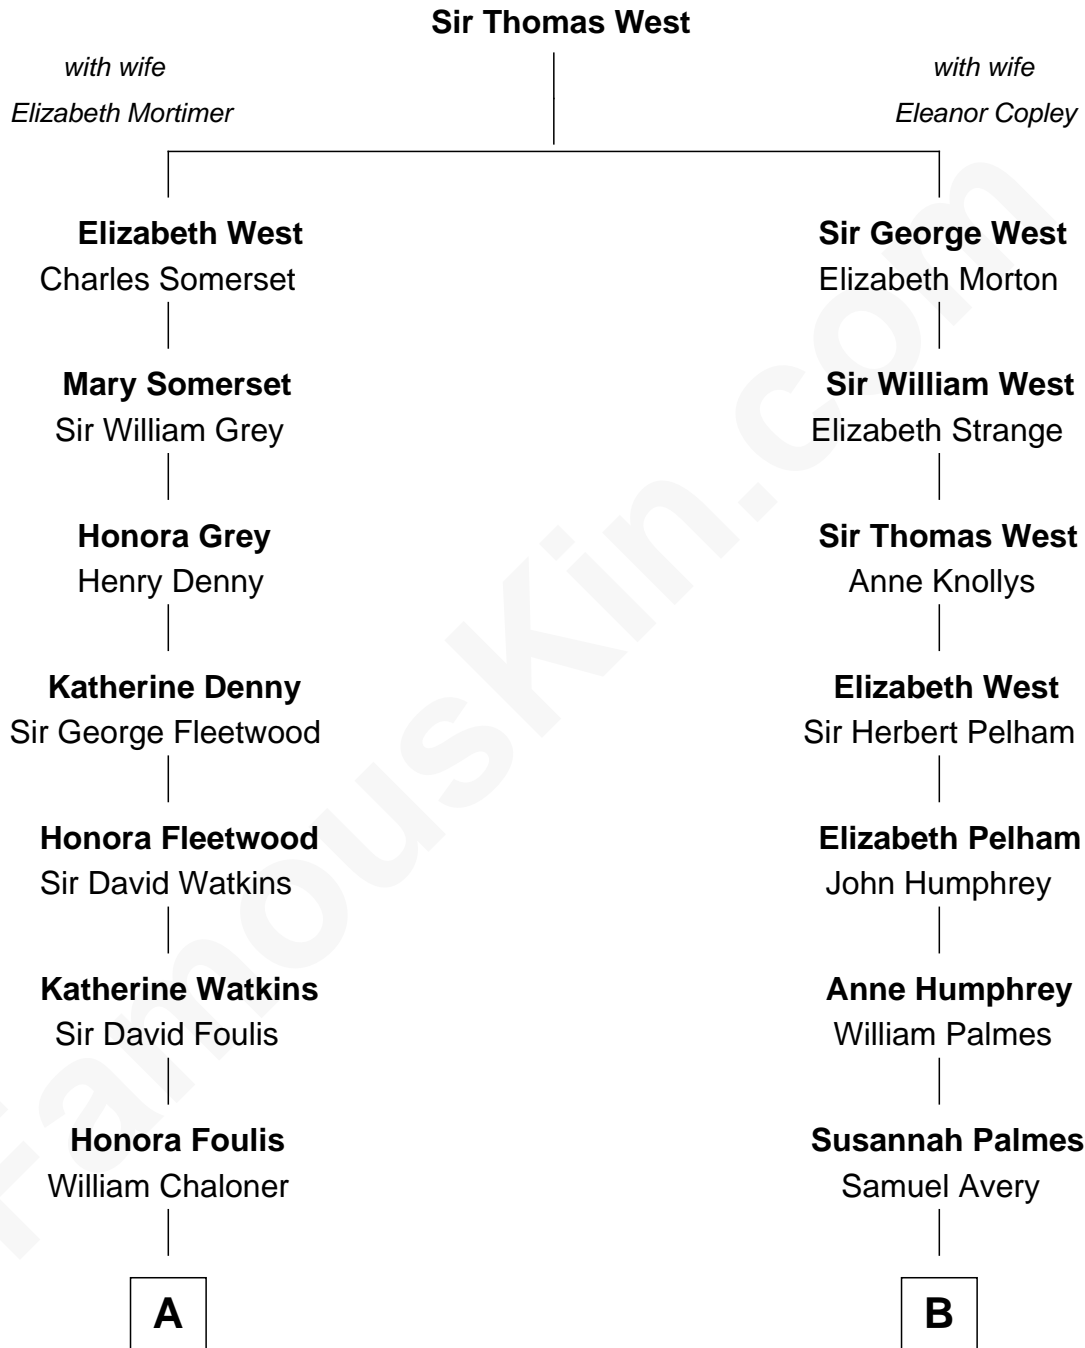 Sir Thomas West
with wife
Elizabeth Mortimer
with wife
Eleanor Copley
Elizabeth West
Charles Somerset
Sir George West
Elizabeth Morton
Mary Somerset
Sir William Grey
Sir William West
Elizabeth Strange
Honora Grey
Henry Denny
Sir Thomas West
Anne Knollys
Katherine Denny
Sir George Fleetwood
Elizabeth West
Sir Herbert Pelham
Honora Fleetwood
Sir David Watkins
Elizabeth Pelham
John Humphrey
Katherine Watkins
Sir David Foulis
Anne Humphrey
William Palmes
Honora Foulis
William Chaloner
Susannah Palmes
Samuel Avery
A
B
FamousKin.com